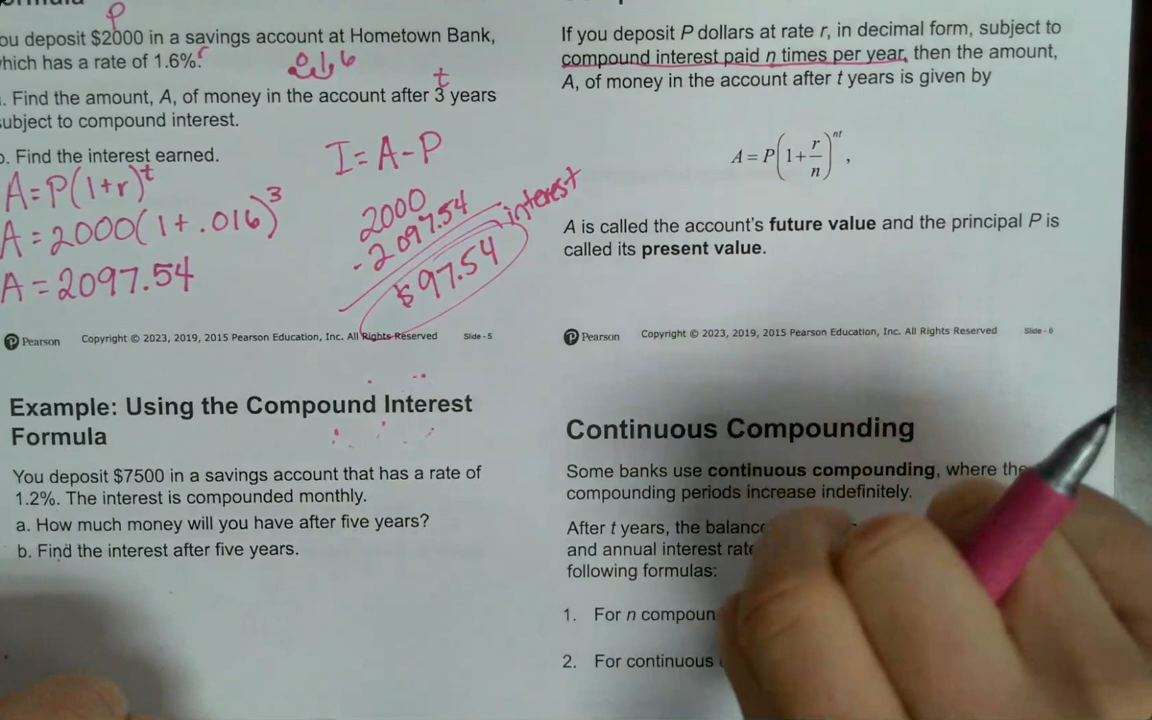 P
ou deposit $2000 in a savings account at Hometown Bank,
hich has a rate of 1.6%. r
.016
t
. Find the amount, A, of money in the account after 3 years
subject to compound interest.
. Find the interest earned.
I = A - P
A = P(1+r)^t
A = 2000(1 + .016)^3
A = 2097.54
2000
- 2097.54
$97.54
interest
Pearson
Copyright © 2023, 2019, 2015 Pearson Education, Inc. All Rights Reserved
Slide - 5
If you deposit P dollars at rate r, in decimal form, subject to
compound interest paid n times per year, then the amount,
A, of money in the account after t years is given by
A = P(1 + r/n)^nt,
A is called the account's future value and the principal P is
called its present value.
Pearson
Copyright © 2023, 2019, 2015 Pearson Education, Inc. All Rights Reserved
Slide - 6
Example: Using the Compound Interest
Formula
You deposit $7500 in a savings account that has a rate of
1.2%. The interest is compounded monthly.
a. How much money will you have after five years?
b. Find the interest after five years.
Continuous Compounding
Some banks use continuous compounding, where the
compounding periods increase indefinitely.
After t years, the balance
and annual interest rate
following formulas:
1. For n compoun
2. For continuous